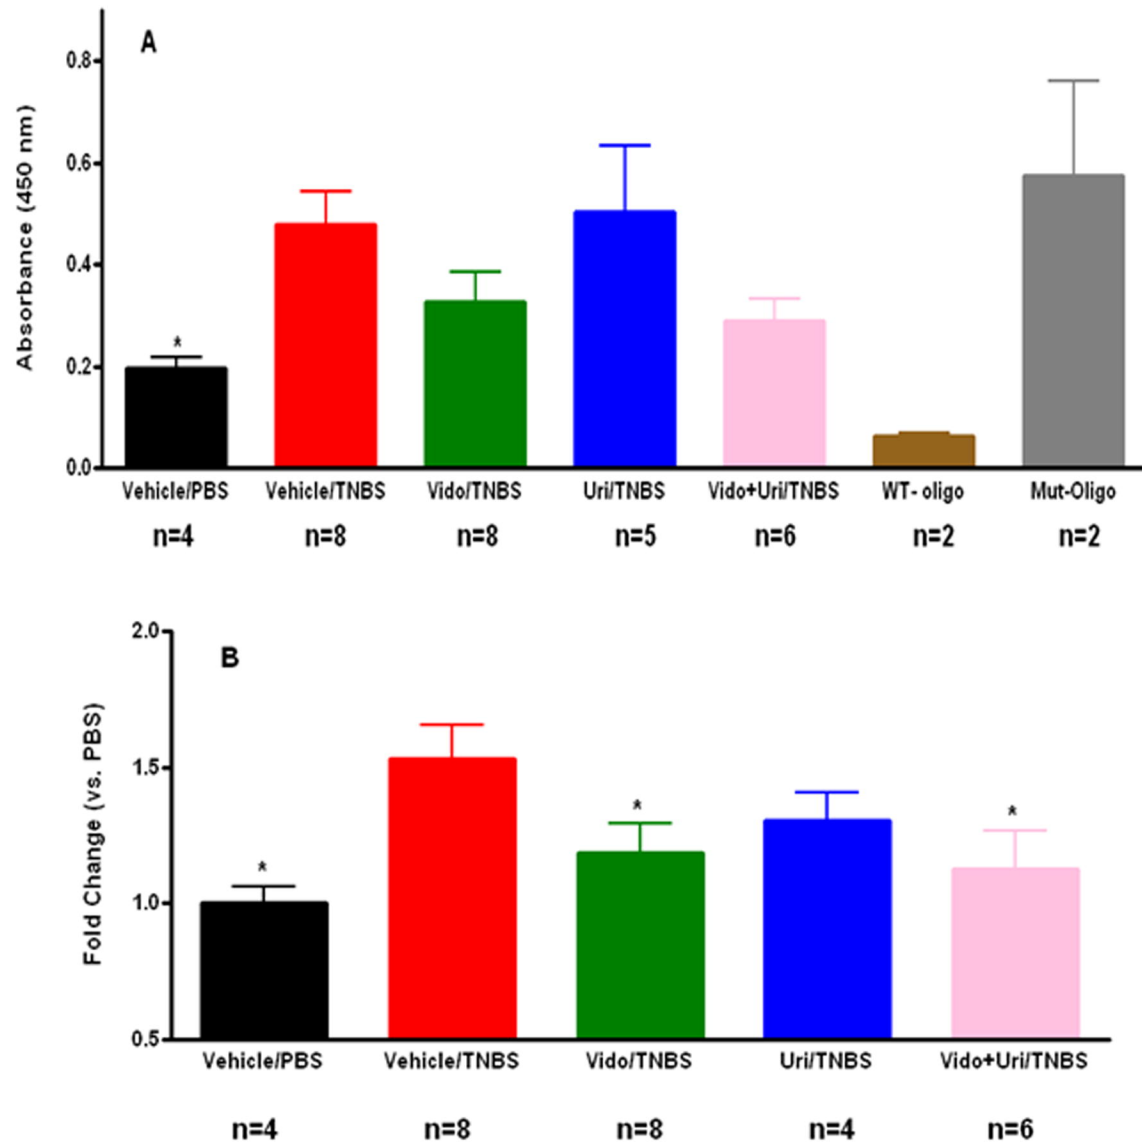 A
Absorbance (450 nm)
0.8
0.6
0.4
0.2
0.0
*
Vehicle/PBS Vehicle/TNBS Vido/TNBS Uri/TNBS Vido+Uri/TNBS WT- oligo Mut-Oligo
n=4 n=8 n=8 n=5 n=6 n=2 n=2
B
Fold Change (vs. PBS)
2.0
1.5
1.0
0.5
* * *
Vehicle/PBS Vehicle/TNBS Vido/TNBS Uri/TNBS Vido+Uri/TNBS
n=4 n=8 n=8 n=4 n=6